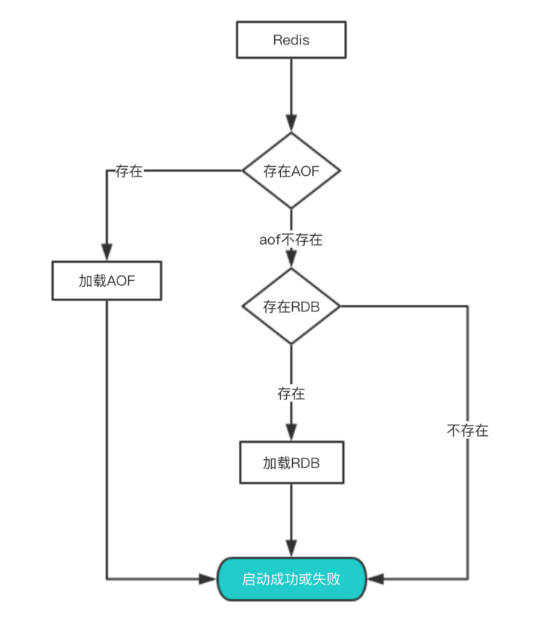 Redis
存在AOF
存在
aof不存在
加载AOF
存在RDB
存在
不存在
加载RDB
启动成功或失败